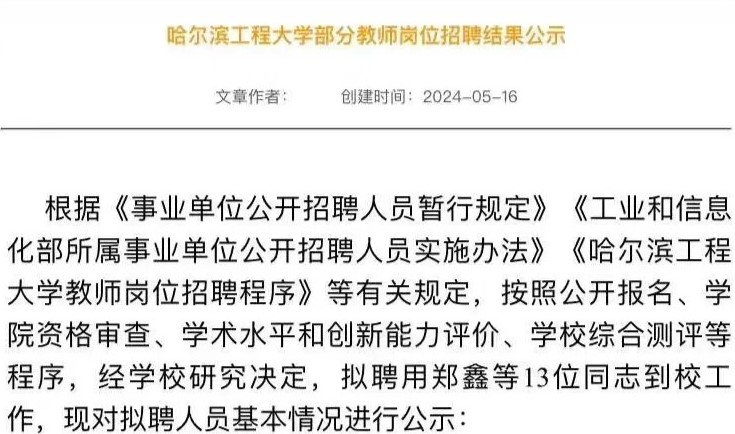 哈尔滨工程大学部分教师岗位招聘结果公示
文章作者： 创建时间：2024-05-16
根据《事业单位公开招聘人员暂行规定》《工业和信息
化部所属事业单位公开招聘人员实施办法》《哈尔滨工程
大学教师岗位招聘程序》等有关规定，按照公开报名、学
院资格审查、学术水平和创新能力评价、学校综合测评等
程序，经学校研究决定，拟聘用郑鑫等13位同志到校工
作，现对拟聘人员基本情况进行公示：